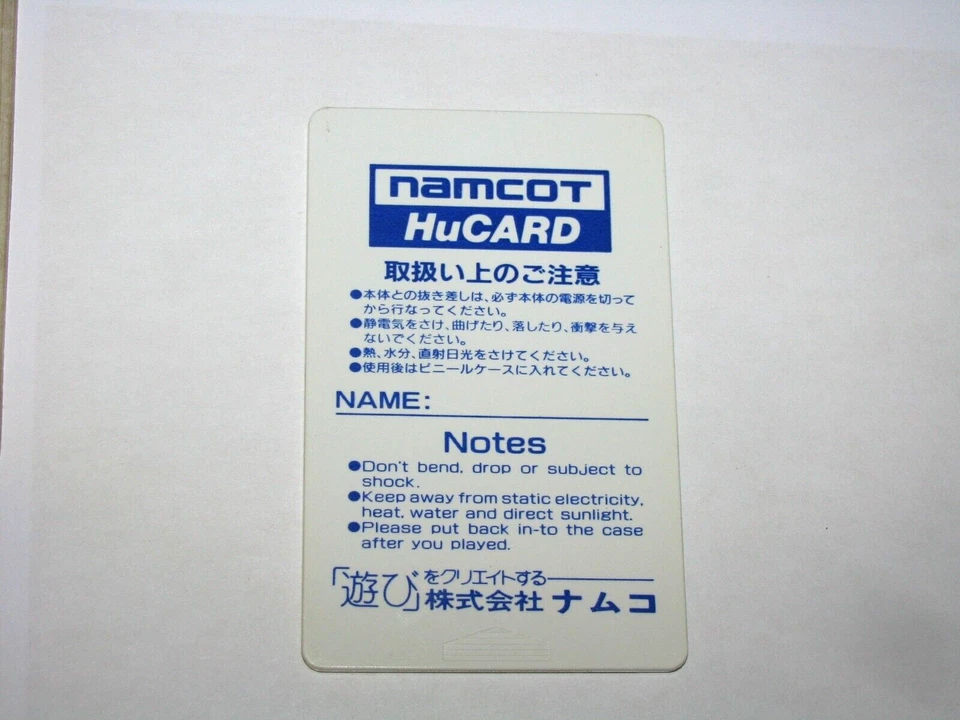 namcot
HuCARD
取扱い上のご注意
●本体との抜き差しは、必ず本体の電源を切って
から行なってください。
●静電気をさけ、曲げたり、落したり、衝撃を与え
ないでください。
●熱、水分、直射日光をさけてください。
●使用後はビニールケースに入れてください。
NAME:
Notes
●Don't bend, drop or subject to
shock.
●Keep away from static electricity,
heat, water and direct sunlight.
●Please put back in-to the case
after you played.
「遊び」をクリエイトする
株式会社ナムコ